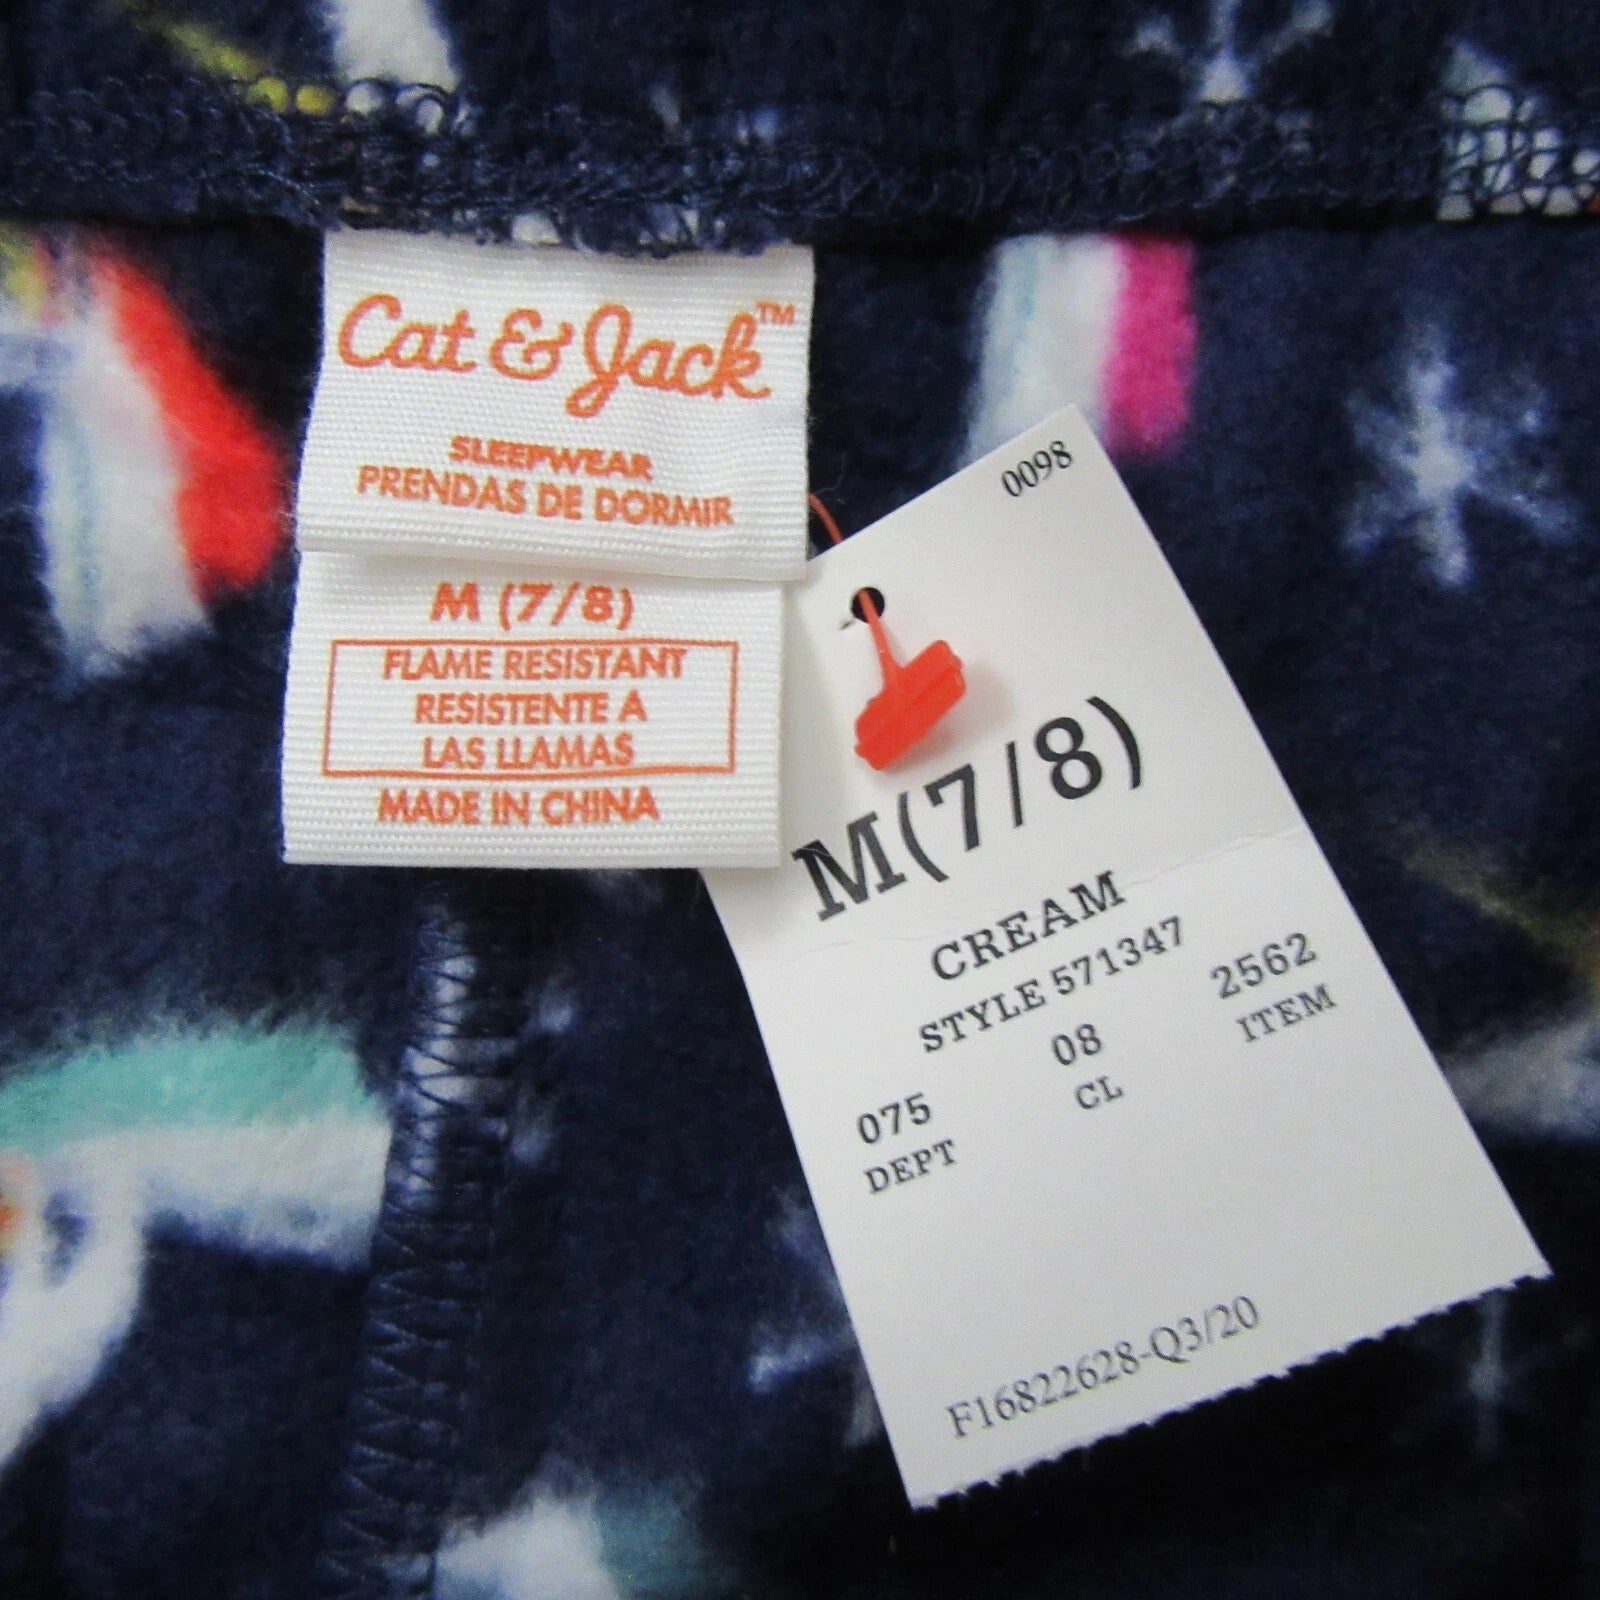 Cat & Jack™
SLEEPWEAR
PRENDAS DE DORMIR
M (7/8)
FLAME RESISTANT
RESISTENTE A
LAS LLAMAS
MADE IN CHINA
0098
M(7/8)
CREAM
STYLE 571347
075 08 2562
DEPT CL ITEM
F16822628-Q3/20